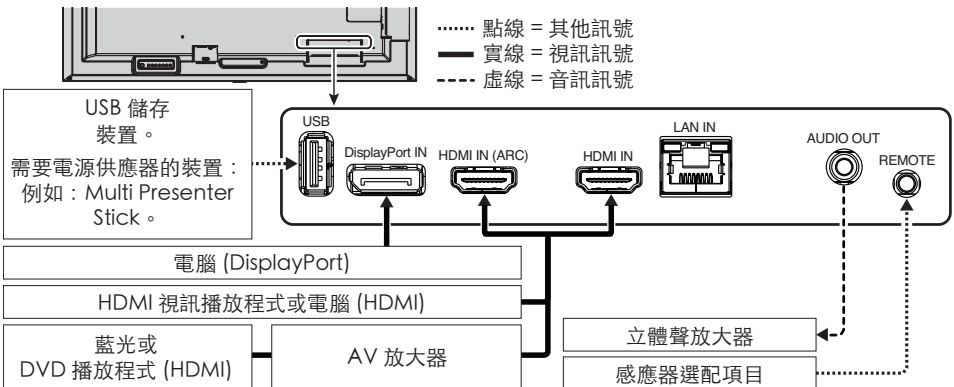 點線 = 其他訊號
實線 = 視訊訊號
虛線 = 音訊訊號
USB 儲存
裝置。
需要電源供應器的裝置：
例如：Multi Presenter
Stick。
USB
DisplayPort IN
HDMI IN (ARC)
HDMI IN
LAN IN
AUDIO OUT
REMOTE
電腦 (DisplayPort)
HDMI 視訊播放程式或電腦 (HDMI)
藍光或
DVD 播放程式 (HDMI)
AV 放大器
立體聲放大器
感應器選配項目